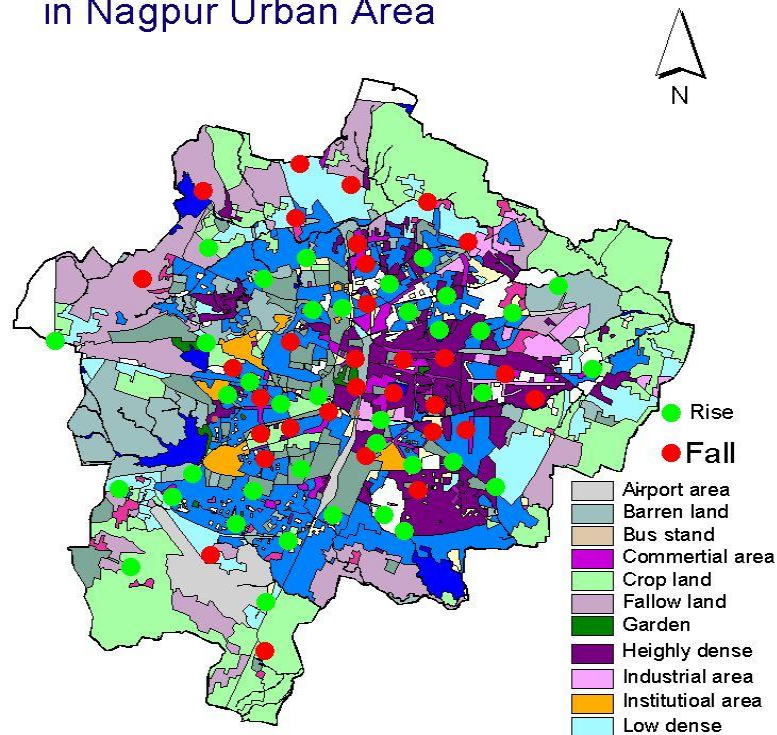 in Nagpur Urban Area
N
Rise
Fall
Airport area
Barren land
Bus stand
Commertial area
Crop land
Fallow land
Garden
Heighly dense
Industrial area
Institutioal area
Low dense